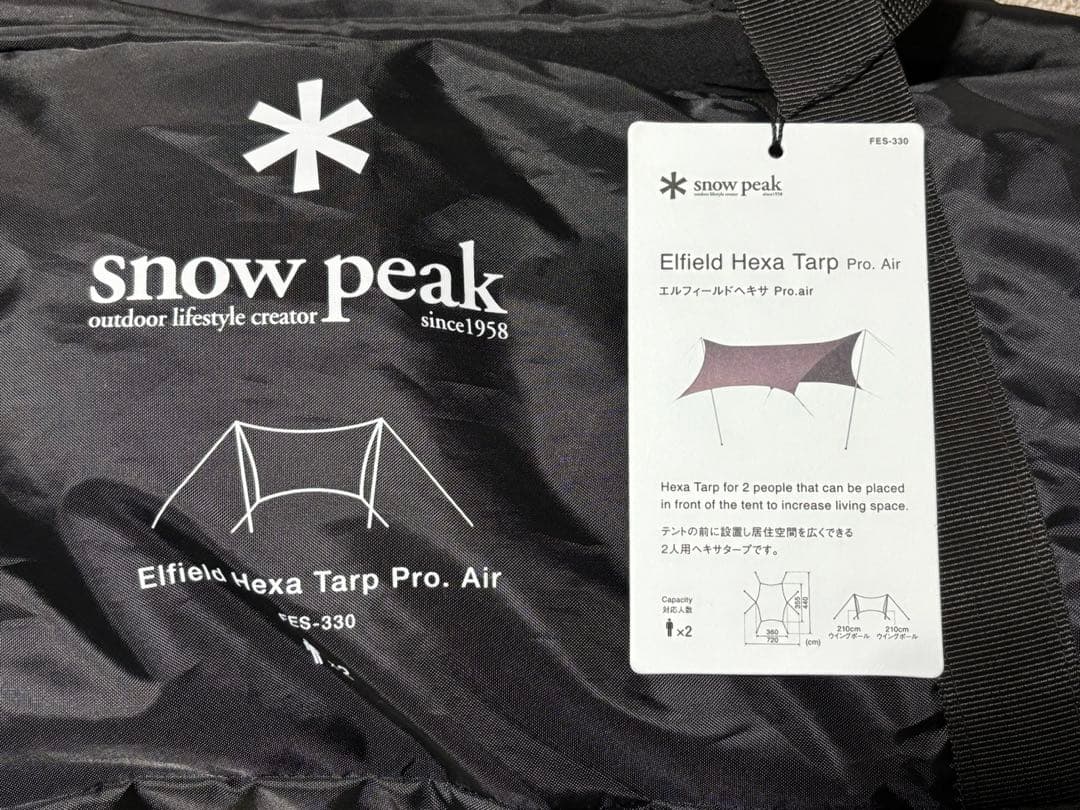 snow peak
outdoor lifestyle creator
since1958
Elfield Hexa Tarp Pro. Air
FES-330
FES-330
snow peak
outdoor lifestyle creator
since1958
Elfield Hexa Tarp Pro. Air
エルフィールドヘキサ Pro.air
Hexa Tarp for 2 people that can be placed
in front of the tent to increase living space.
テントの前に設置し居住空間を広くできる
2人用ヘキサタープです。
Capacity
対応人数
×2
395
440
360
720
(cm)
210cm
ウイングポール
210cm
ウイングポール